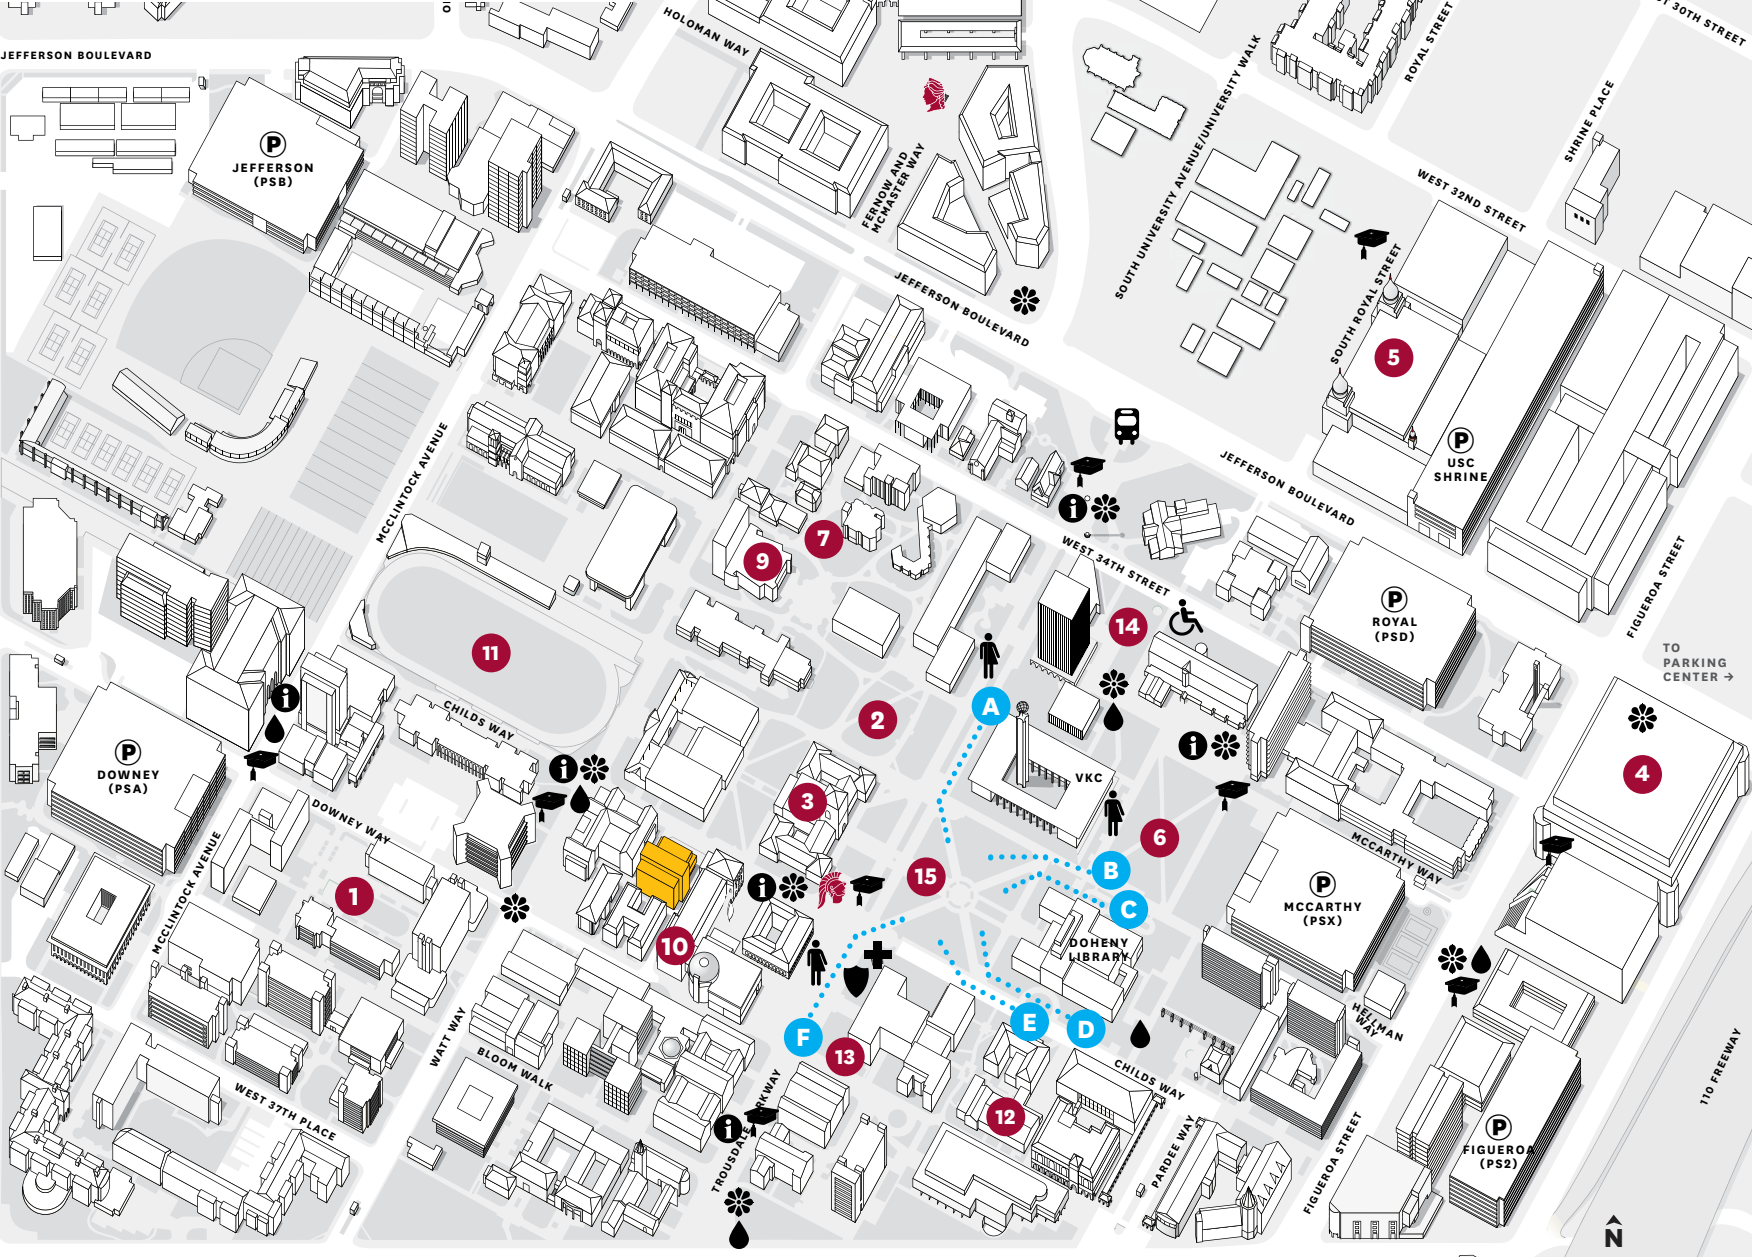 JEFFERSON BOULEVARD
HOLOMAN WAY
ROYAL STREET
30TH STREET
SOUTH UNIVERSITY AVENUE/UNIVERSITY WALK
SHRINE PLACE
P
JEFFERSON
(PSB)
FERNOW AND
MCMASTER WAY
WEST 32ND STREET
JEFFERSON BOULEVARD
SOUTH ROYAL STREET
5
P
USC
SHRINE
MCCLINTOCK AVENUE
JEFFERSON BOULEVARD
i
7
9
WEST 34TH STREET
FIGUEROA STREET
P
ROYAL
(PSD)
14
11
TO
PARKING
CENTER →
i
A
2
CHILDS WAY
i
P
DOWNEY
(PSA)
i
VKC
4
3
DOWNEY WAY
6
MCCARTHY WAY
B
15
i
1
P
MCCARTHY
(PSX)
C
MCCLINTOCK AVENUE
10
DOHENY
LIBRARY
E
D
F
HELLMAN
WAY
WATT WAY
13
BLOOM WALK
CHILDS WAY
110 FREEWAY
WEST 37TH PLACE
12
i
TROUSDALE PARKWAY
PARDEE WAY
FIGUEROA STREET
P
FIGUEROA
(PS2)
N